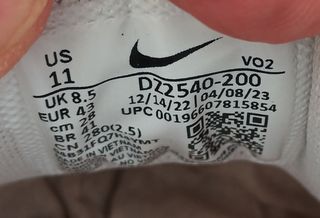 US
11
VO2
DZ2540-200
UK 8.5
12/14/22 | 04/08/23
EUR 43
UPC 00196607815854
cm 28
BR 41
CN 280(2.5)